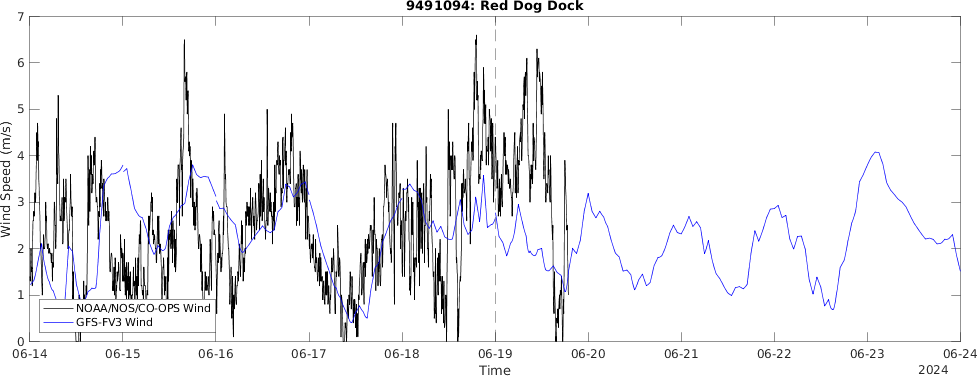 9491094: Red Dog Dock
7
6
5
4
3
2
1
0
Wind Speed (m/s)
NOAA/NOS/CO-OPS Wind
GFS-FV3 Wind
06-14 06-15 06-16 06-17 06-18 06-19 06-20 06-21 06-22 06-23 06-24
Time
2024